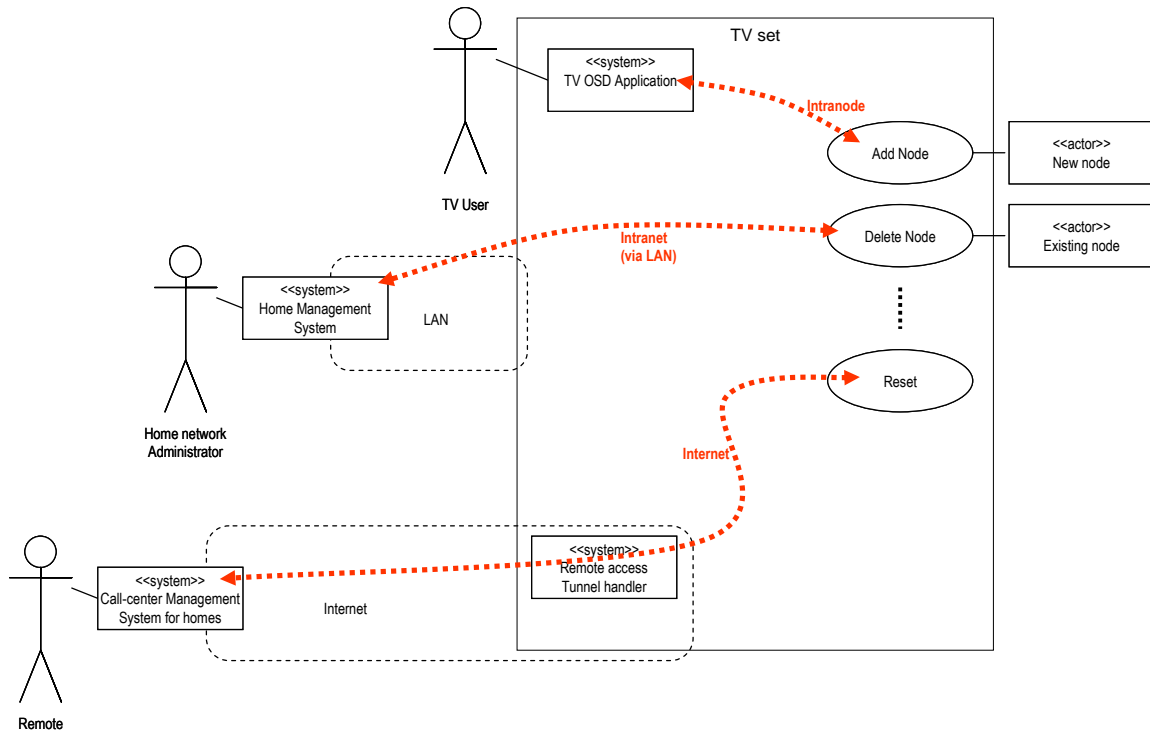 TV set
<<system>>
TV OSD Application
Intranode
Add Node
<<actor>>
New node
TV User
Intranet
(via LAN)
Delete Node
<<actor>>
Existing node
<<system>>
Home Management
System
LAN
Reset
Home network
Administrator
Internet
<<system>>
Remote access
Tunnel handler
<<system>>
Call-center Management
System for homes
Internet
Remote